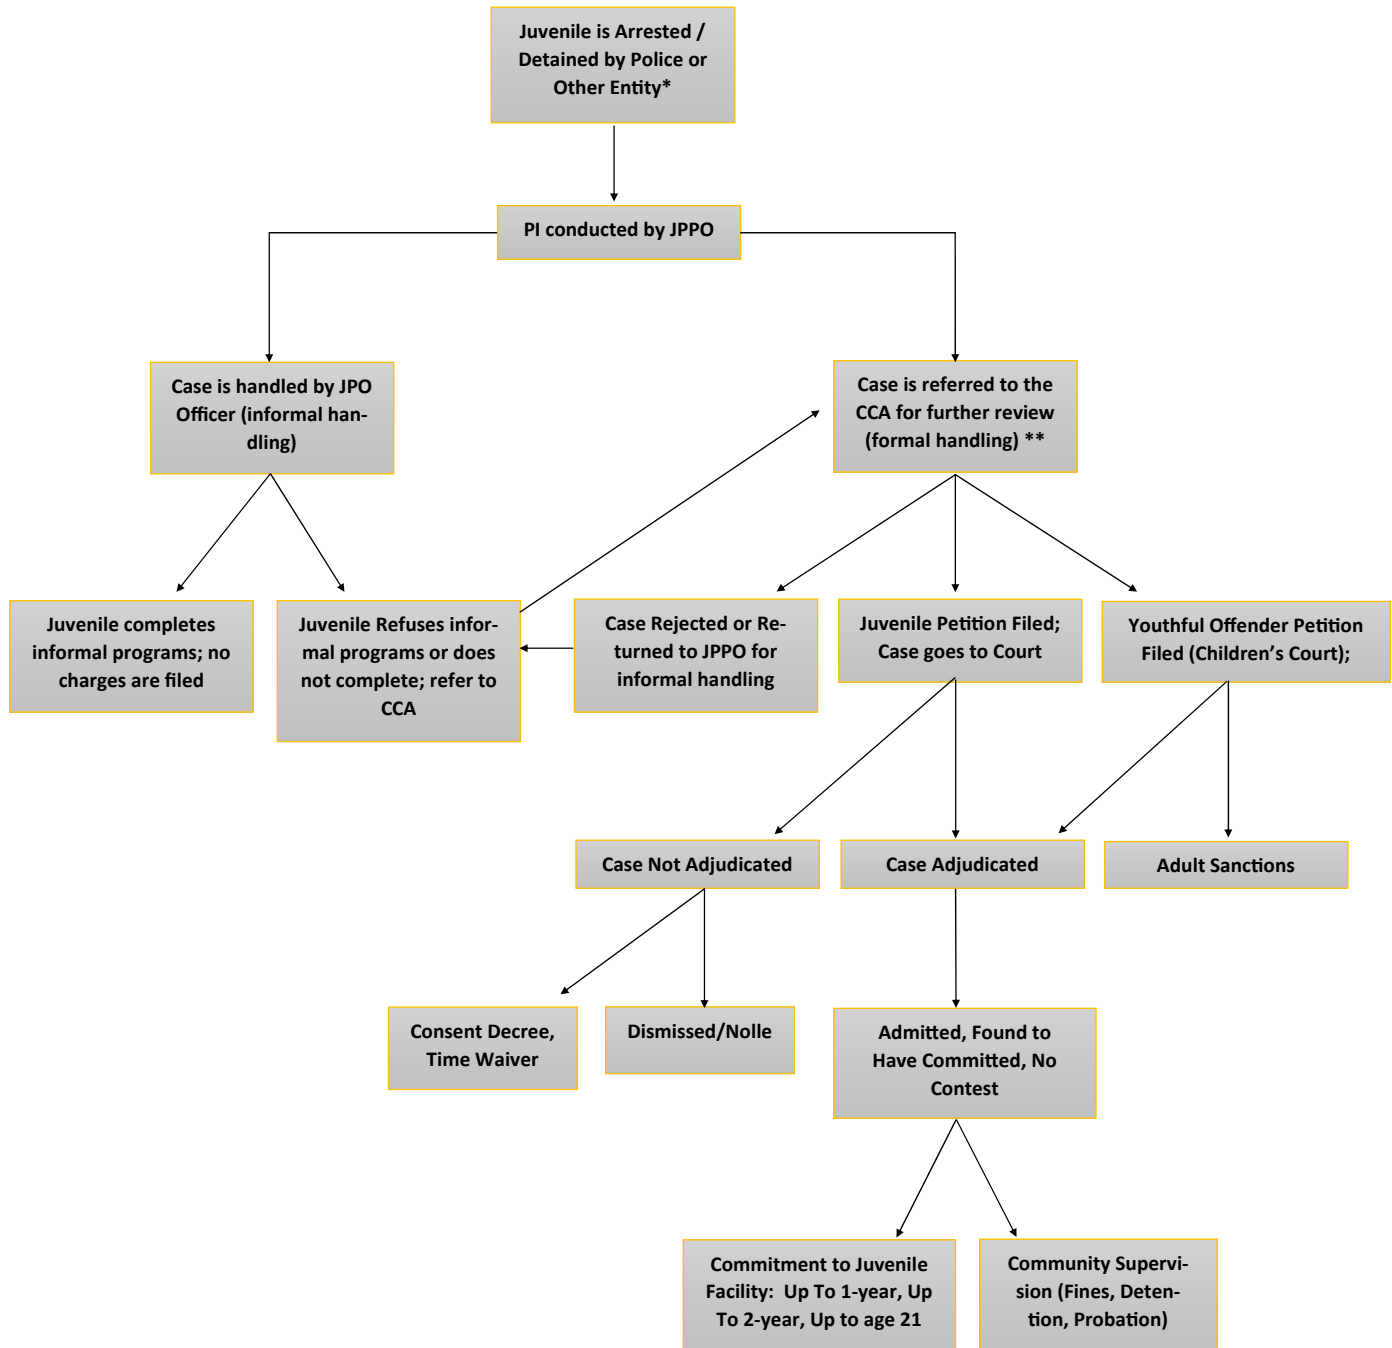 Juvenile is Arrested /
Detained by Police or
Other Entity*
PI conducted by JPPO
Case is handled by JPO
Officer (informal han-
dling)
Case is referred to the
CCA for further review
(formal handling) **
Juvenile completes
informal programs; no
charges are filed
Juvenile Refuses infor-
mal programs or does
not complete; refer to
CCA
Case Rejected or Re-
turned to JPPO for
informal handling
Juvenile Petition Filed;
Case goes to Court
Youthful Offender Petition
Filed (Children’s Court);
Case Not Adjudicated
Case Adjudicated
Adult Sanctions
Consent Decree,
Time Waiver
Dismissed/Nolle
Admitted, Found to
Have Committed, No
Contest
Commitment to Juvenile
Facility:  Up To 1-year, Up
To 2-year, Up to age 21
Community Supervi-
sion (Fines, Deten-
tion, Probation)